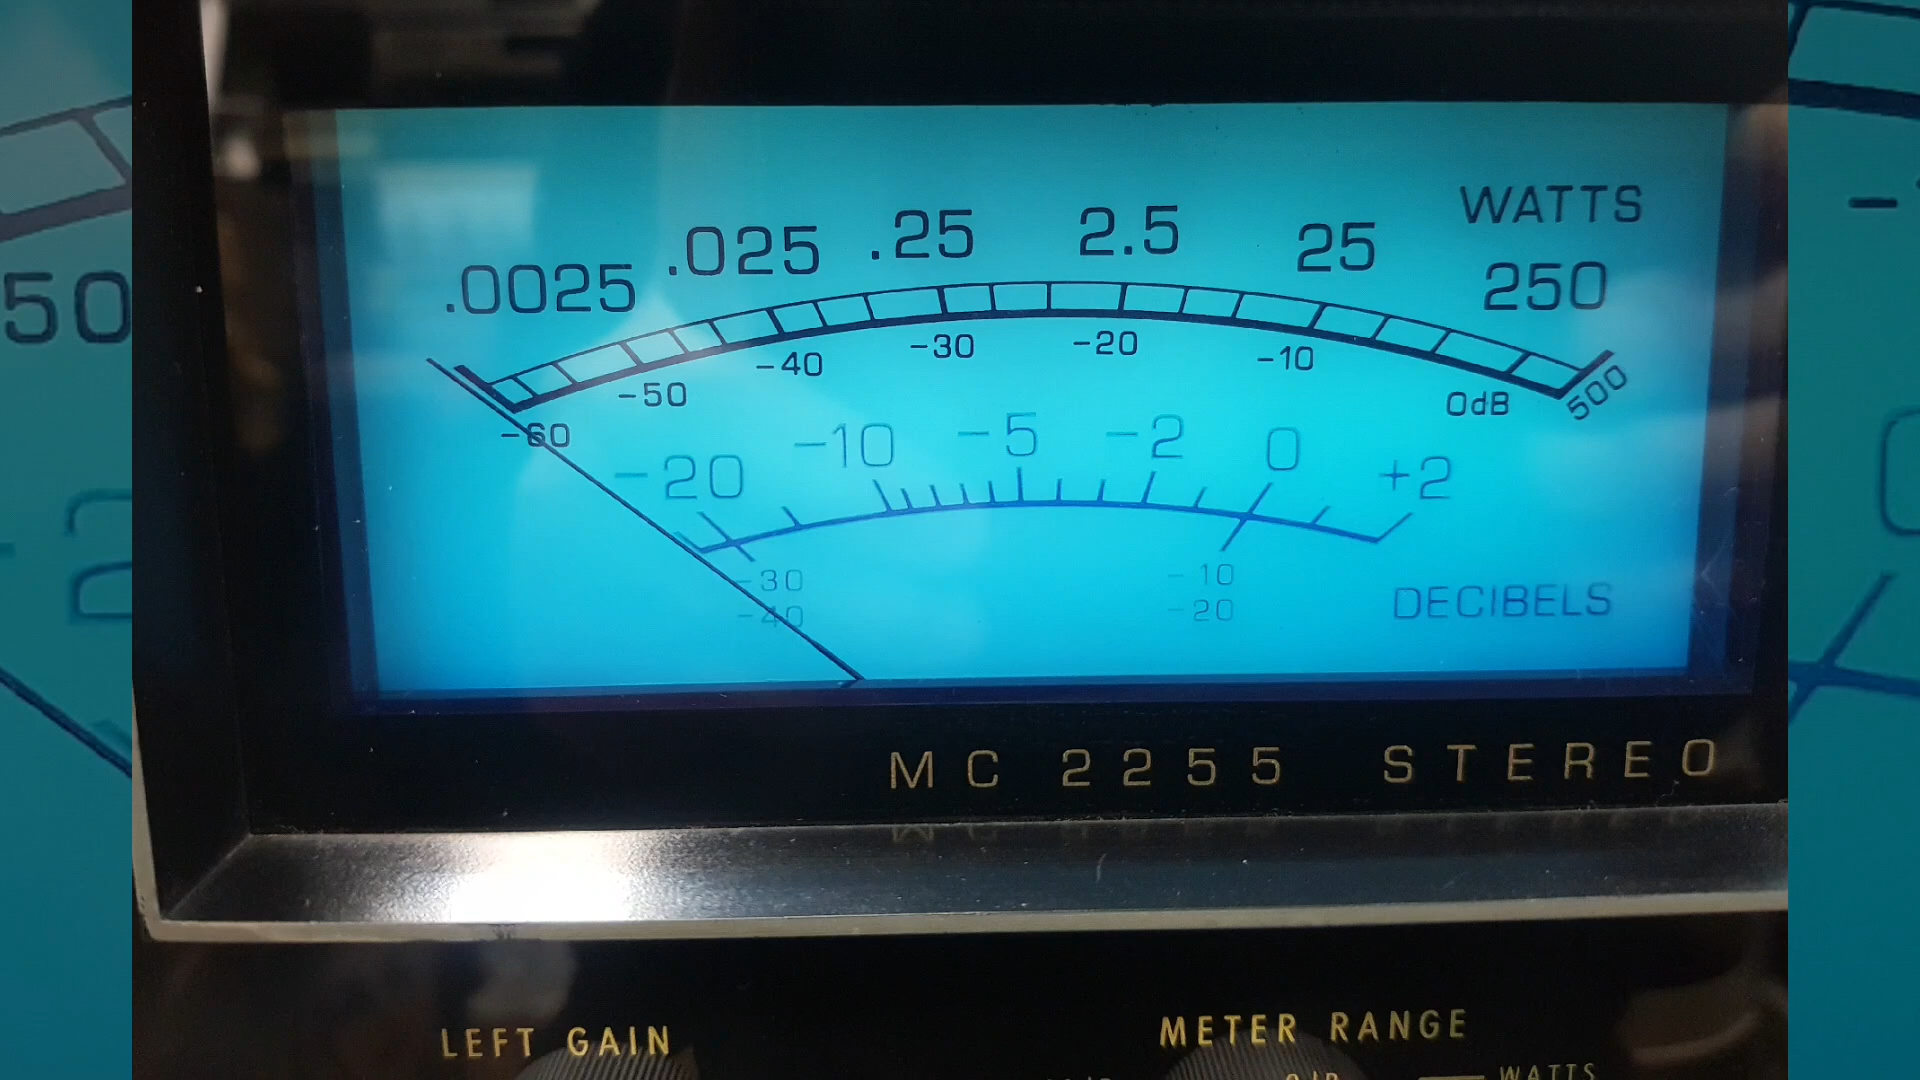 WATTS
.0025 .025 .25 2.5 25 250
-60 -50 -40 -30 -20 -10 0dB 500
-20 -10 -5 -2 0 +2
-30 -10
-40 -20
DECIBELS
MC 2255 STEREO
LEFT GAIN METER RANGE
WATTS